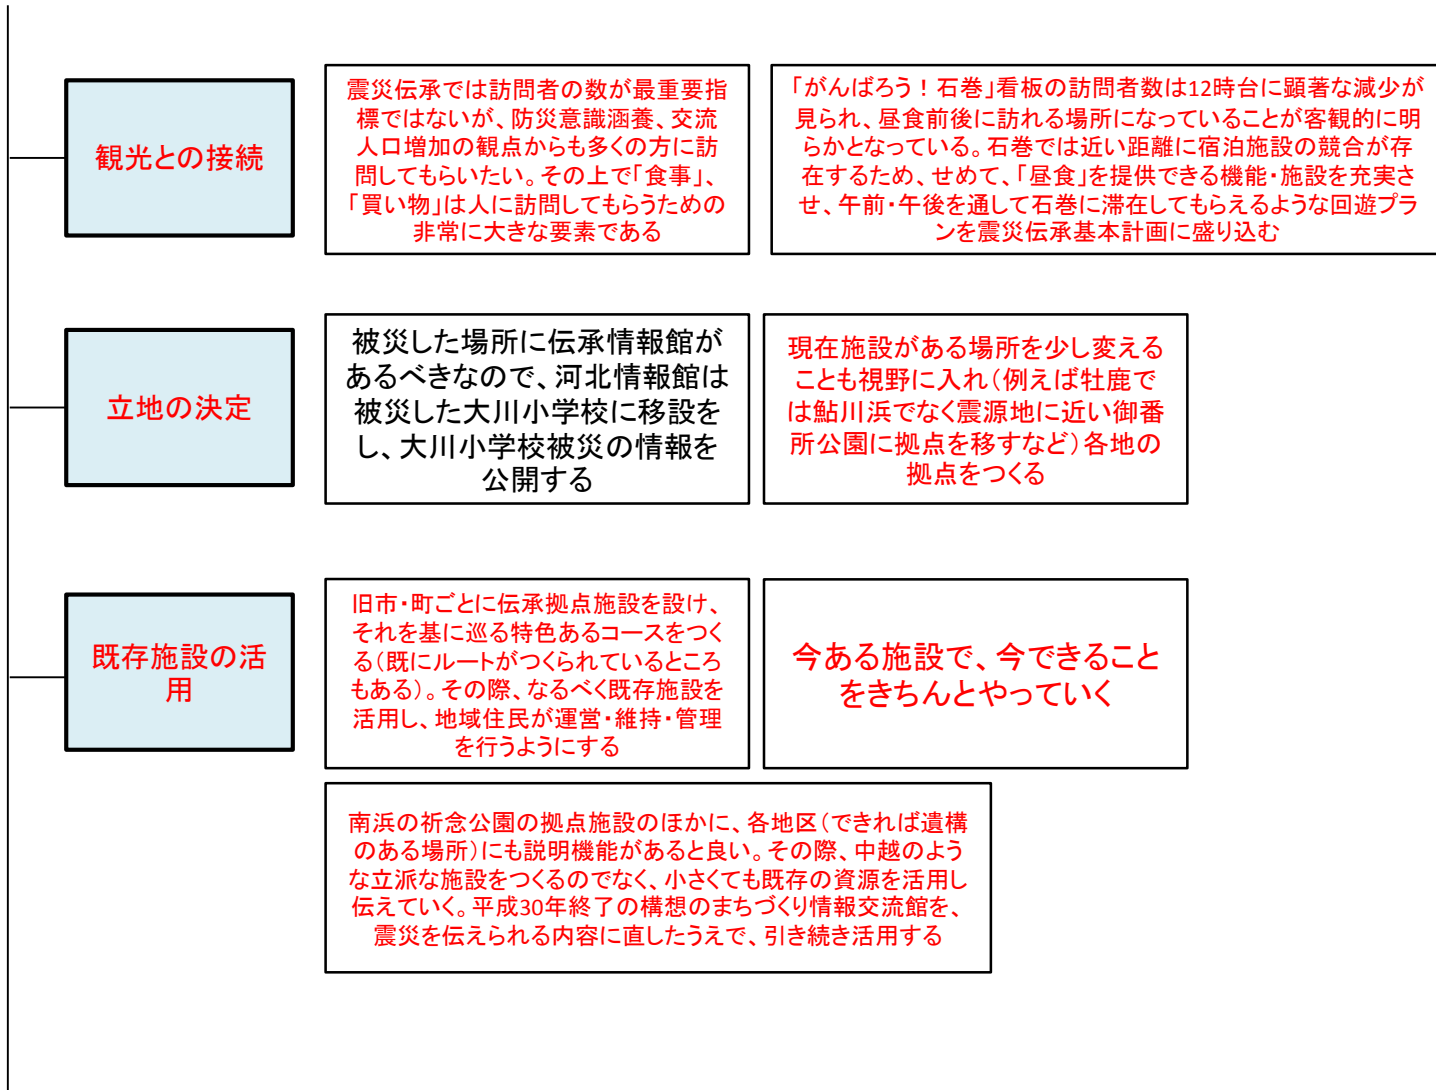 観光との接続
震災伝承では訪問者の数が最重要指
標ではないが、防災意識涵養、交流
人口増加の観点からも多くの方に訪
問してもらいたい。その上で「食事」、
「買い物」は人に訪問してもらうための
非常に大きな要素である
「がんばろう！石巻」看板の訪問者数は12時台に顕著な減少が
見られ、昼食前後に訪れる場所になっていることが客観的に明
らかとなっている。石巻では近い距離に宿泊施設の競合が存
在するため、せめて、「昼食」を提供できる機能・施設を充実さ
せ、午前・午後を通して石巻に滞在してもらえるような回遊プラ
ンを震災伝承基本計画に盛り込む
立地の決定
被災した場所に伝承情報館が
あるべきなので、河北情報館は
被災した大川小学校に移設を
し、大川小学校被災の情報を
公開する
現在施設がある場所を少し変える
ことも視野に入れ（例えば牡鹿で
は鮎川浜でなく震源地に近い御番
所公園に拠点を移すなど）各地の
拠点をつくる
既存施設の活
用
旧市・町ごとに伝承拠点施設を設け、
それを基に巡る特色あるコースをつく
る（既にルートがつくられているところ
もある）。その際、なるべく既存施設を
活用し、地域住民が運営・維持・管理
を行うようにする
今ある施設で、今できること
をきちんとやっていく
南浜の祈念公園の拠点施設のほかに、各地区（できれば遺構
のある場所）にも説明機能があると良い。その際、中越のよう
な立派な施設をつくるのでなく、小さくても既存の資源を活用し
伝えていく。平成30年終了の構想のまちづくり情報交流館を、
震災を伝えられる内容に直したうえで、引き続き活用する